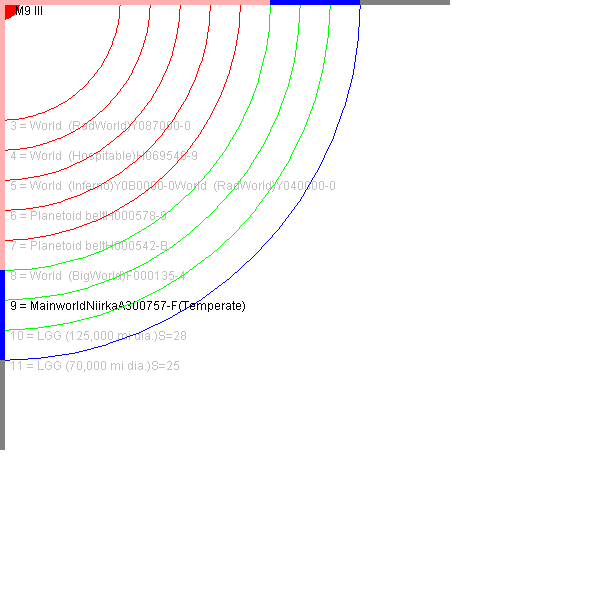 M9 III
3 = World  (RadWorld)Y087000-0
4 = World  (Hospitable)H069540-9
5 = World  (Inferno)Y0B0000-0World  (RadWorld)Y040000-0
6 = Planetoid beltH000578-9
7 = Planetoid beltH000542-B
8 = World  (BigWorld)F000135-4
9 = MainworldNiirkaA300757-F(Temperate)
10 = LGG (125,000 mi dia.)S=28
11 = LGG (70,000 mi dia.)S=25